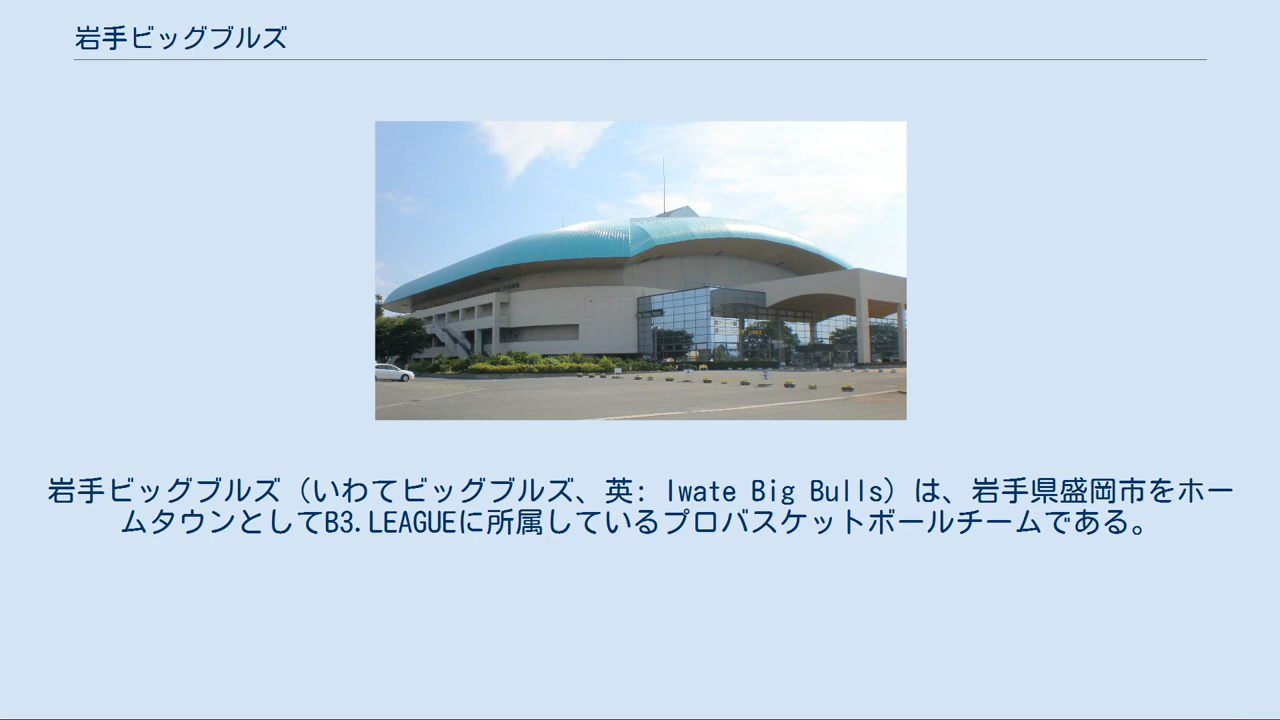 岩手ビッグブルズ
岩手ビッグブルズ（いわてビッグブルズ、英: Iwate Big Bulls）は、岩手県盛岡市をホー
ムタウンとしてB3.LEAGUEに所属しているプロバスケットボールチームである。